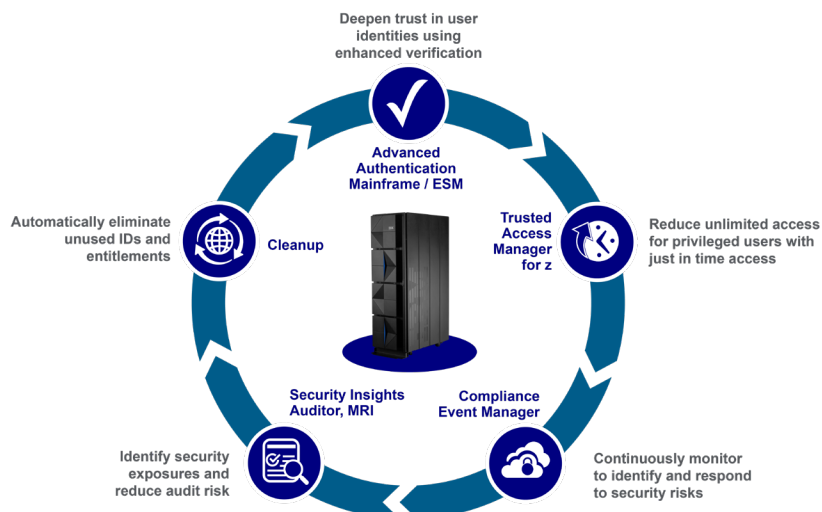 Deepen trust in user
identities using
enhanced verification
Advanced
Authentication
Mainframe / ESM
Trusted
Access
Manager
for z
Reduce unlimited access
for privileged users with
just in time access
Compliance
Event Manager
Continuously monitor
to identify and respond
to security risks
Security Insights
Auditor, MRI
Identify security
exposures and
reduce audit risk
Cleanup
Automatically eliminate
unused IDs and
entitlements